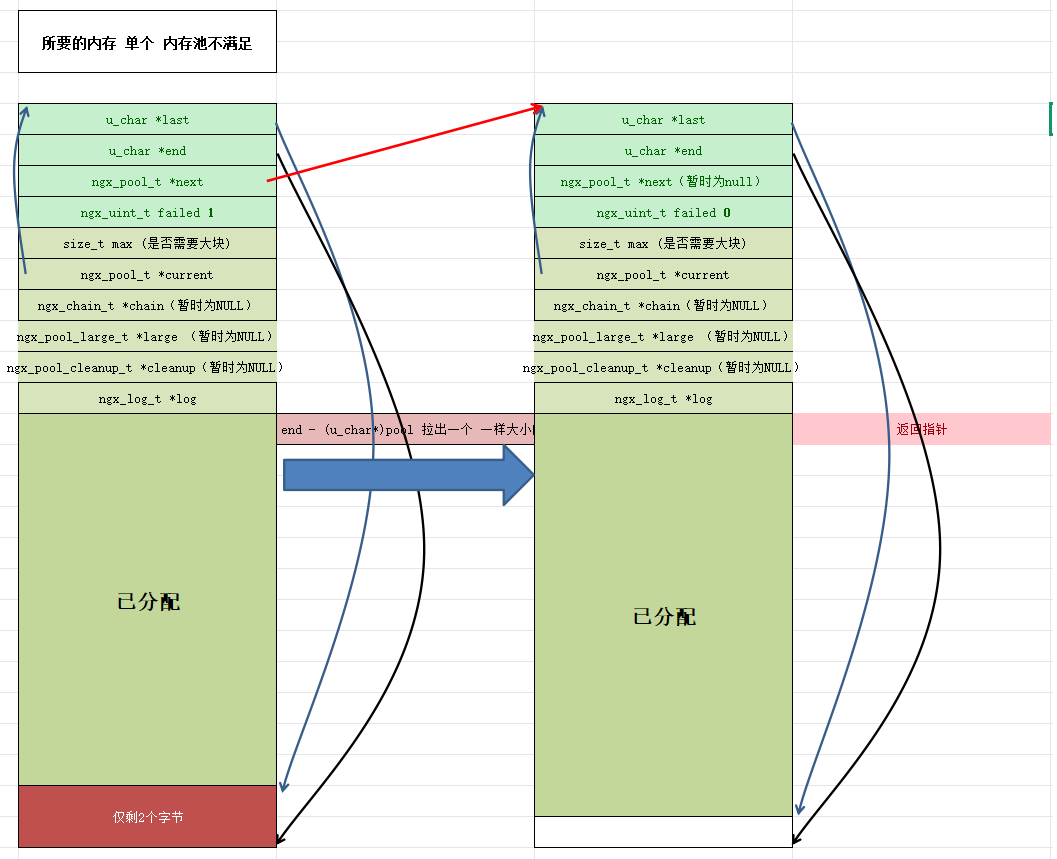 所要的内存 单个 内存池不满足
u_char *last
u_char *end
ngx_pool_t *next
ngx_uint_t failed 1
size_t max (是否需要大块)
ngx_pool_t *current
ngx_chain_t *chain（暂时为NULL）
ngx_pool_large_t *large （暂时为NULL）
ngx_pool_cleanup_t *cleanup（暂时为NULL）
ngx_log_t *log
end - (u_char*)pool 拉出一个 一样大小
已分配
仅剩2个字节
u_char *last
u_char *end
ngx_pool_t *next（暂时为null）
ngx_uint_t failed 0
size_t max (是否需要大块)
ngx_pool_t *current
ngx_chain_t *chain（暂时为NULL）
ngx_pool_large_t *large （暂时为NULL）
ngx_pool_cleanup_t *cleanup（暂时为NULL）
ngx_log_t *log
返回指针
已分配